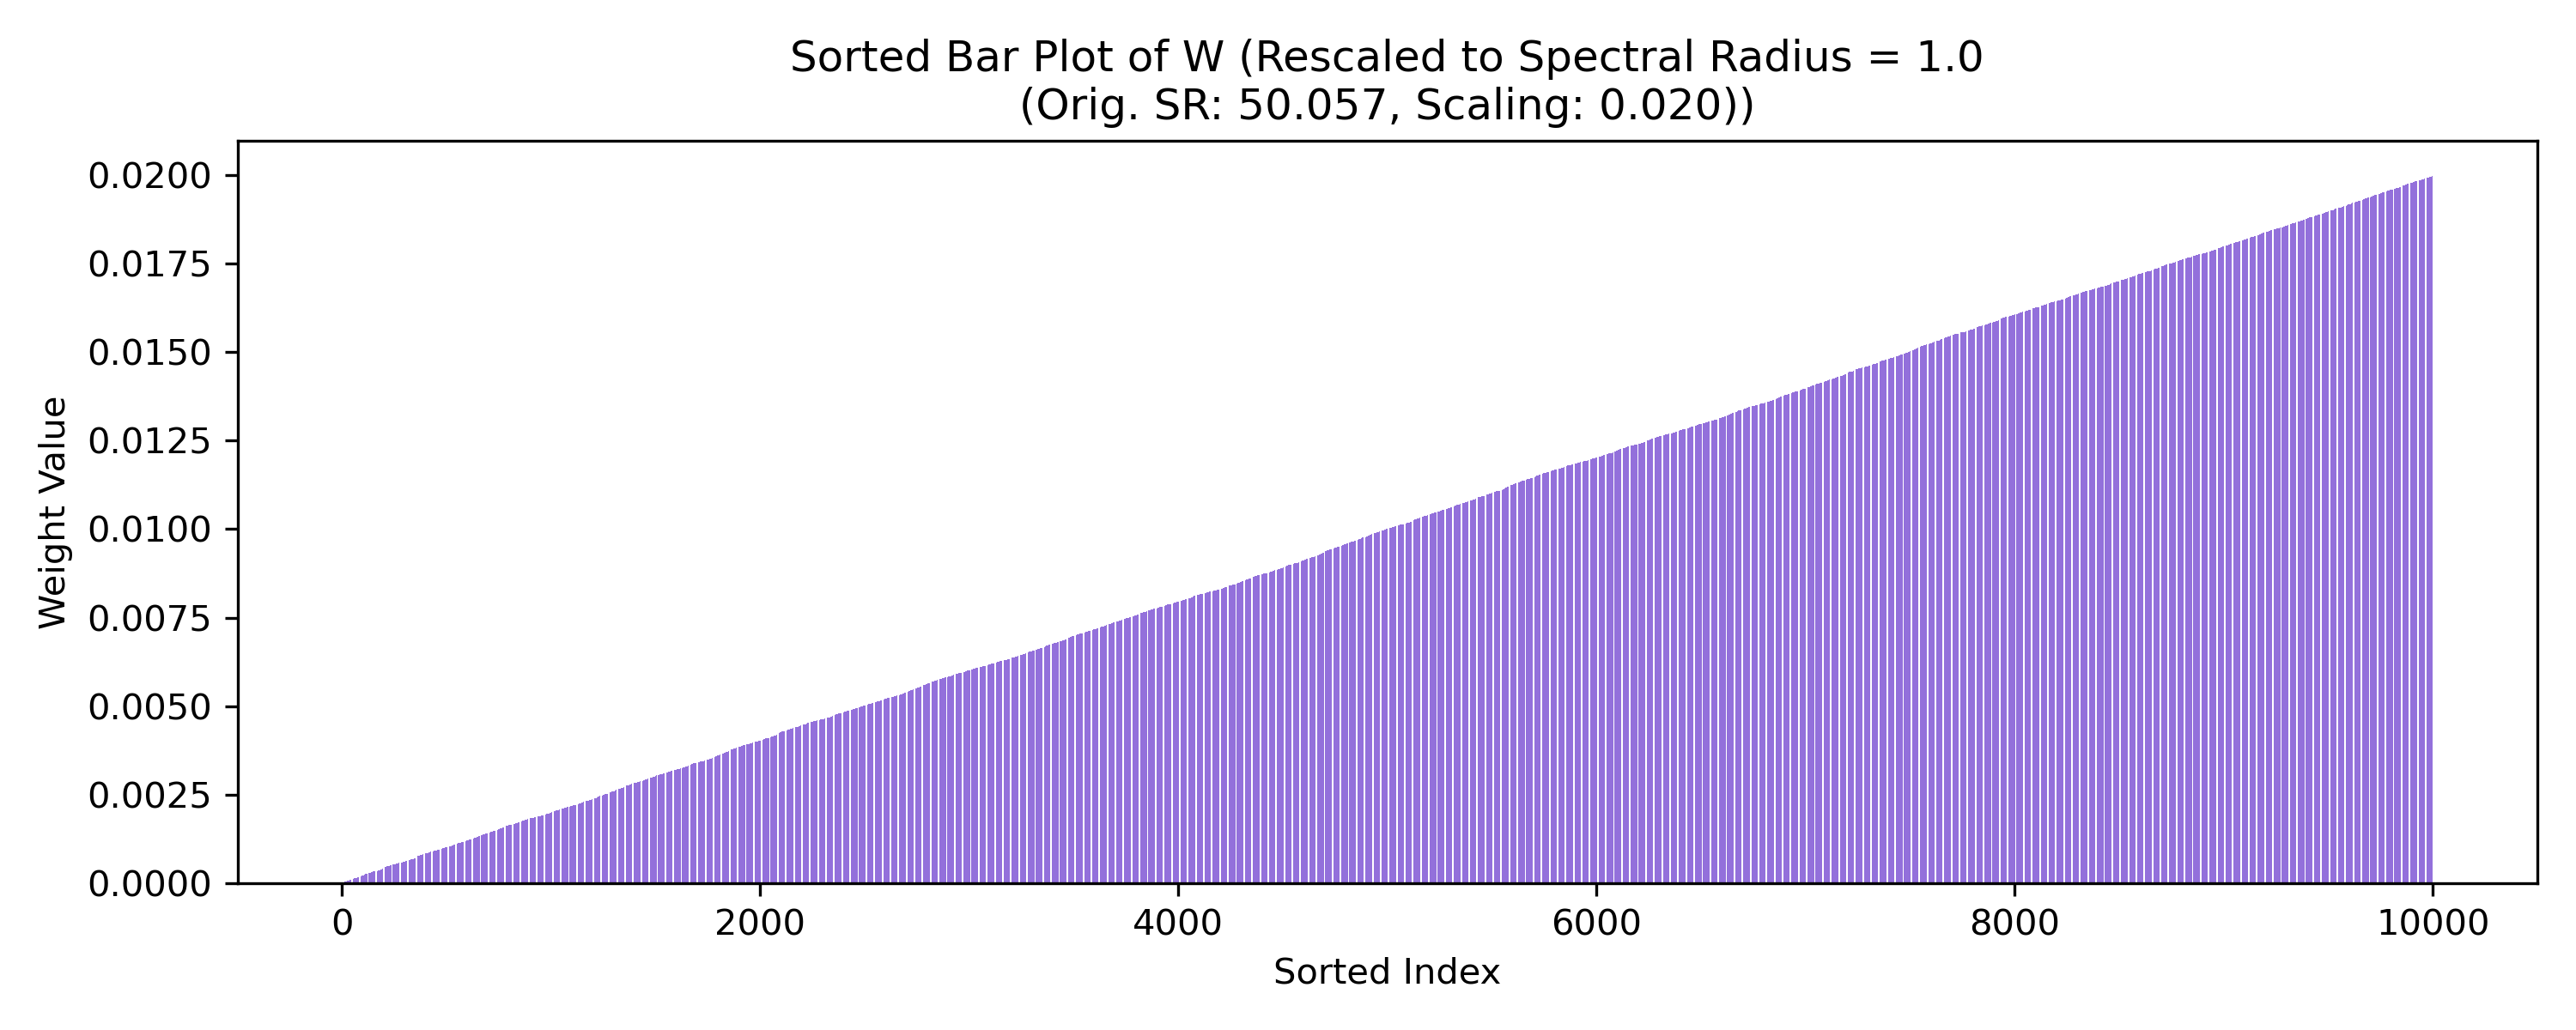 Sorted Bar Plot of W (Rescaled to Spectral Radius = 1.0
(Orig. SR: 50.057, Scaling: 0.020))
0.0200
0.0175
0.0150
0.0125
0.0100
0.0075
0.0050
0.0025
0.0000
Weight Value
0 2000 4000 6000 8000 10000
Sorted Index